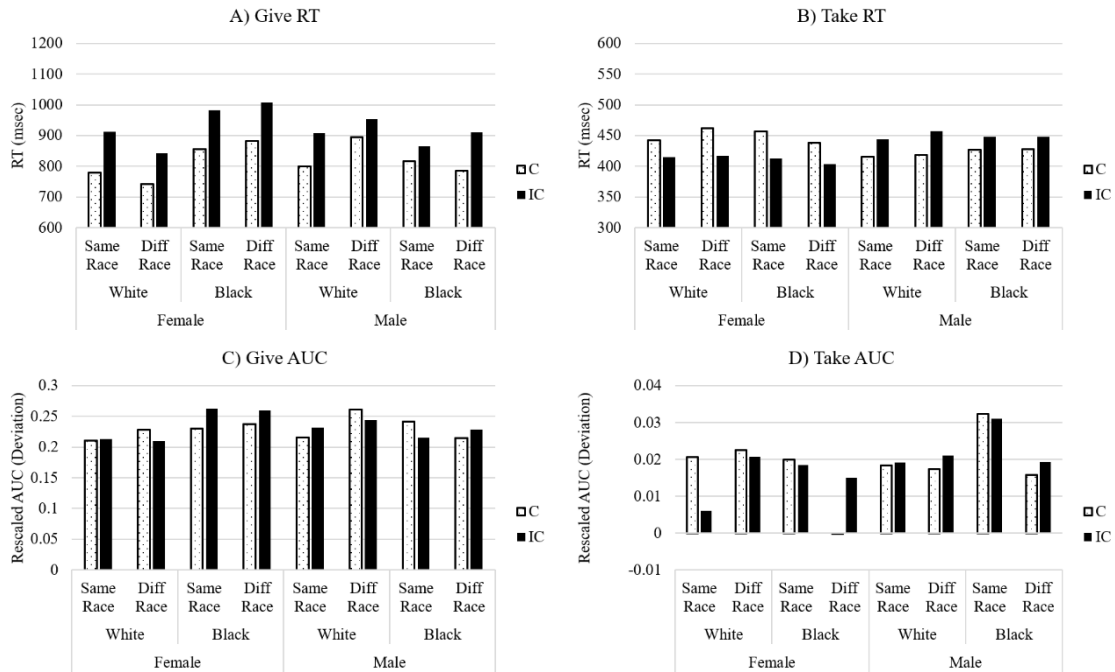 A) Give RT
1200
1100
1000
900
800
700
600
RT (msec)
Same Race Diff Race Same Race Diff Race Same Race Diff Race Same Race Diff Race
White Black White Black
Female Male
C
IC
B) Take RT
600
550
500
450
400
350
300
RT (msec)
Same Race Diff Race Same Race Diff Race Same Race Diff Race Same Race Diff Race
White Black White Black
Female Male
C
IC
C) Give AUC
0.3
0.25
0.2
0.15
0.1
0.05
0
Rescaled AUC (Deviation)
Same Race Diff Race Same Race Diff Race Same Race Diff Race Same Race Diff Race
White Black White Black
Female Male
C
IC
D) Take AUC
0.04
0.03
0.02
0.01
0
-0.01
Rescaled AUC (Deviation)
Same Race Diff Race Same Race Diff Race Same Race Diff Race Same Race Diff Race
White Black White Black
Female Male
C
IC